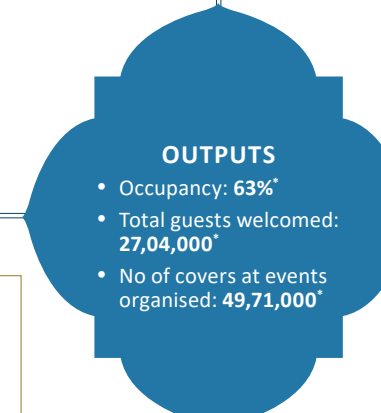 OUTPUTS
• Occupancy: 63%*
• Total guests welcomed:
27,04,000*
• No of covers at events
organised: 49,71,000*